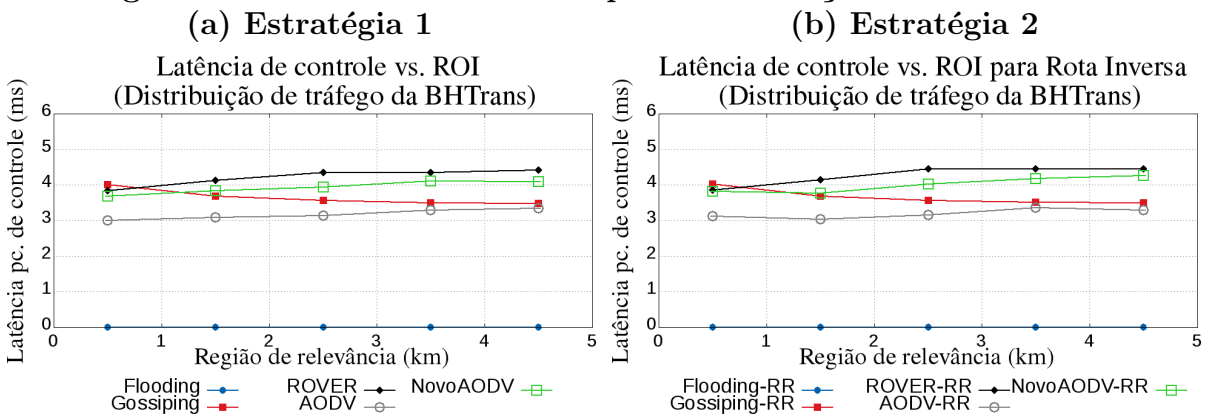 (a) Estratégia 1
Latência de controle vs. ROI
(Distribuição de tráfego da BHTrans)
Latência pc. de controle (ms)
6
5
4
3
2
1
0
0 1 2 3 4 5
Região de relevância (km)
Flooding ROVER NovoAODV
Gossiping AODV
(b) Estratégia 2
Latência de controle vs. ROI para Rota Inversa
(Distribuição de tráfego da BHTrans)
Latência pc. de controle (ms)
6
5
4
3
2
1
0
0 1 2 3 4 5
Região de relevância (km)
Flooding-RR ROVER-RR NovoAODV-RR
Gossiping-RR AODV-RR